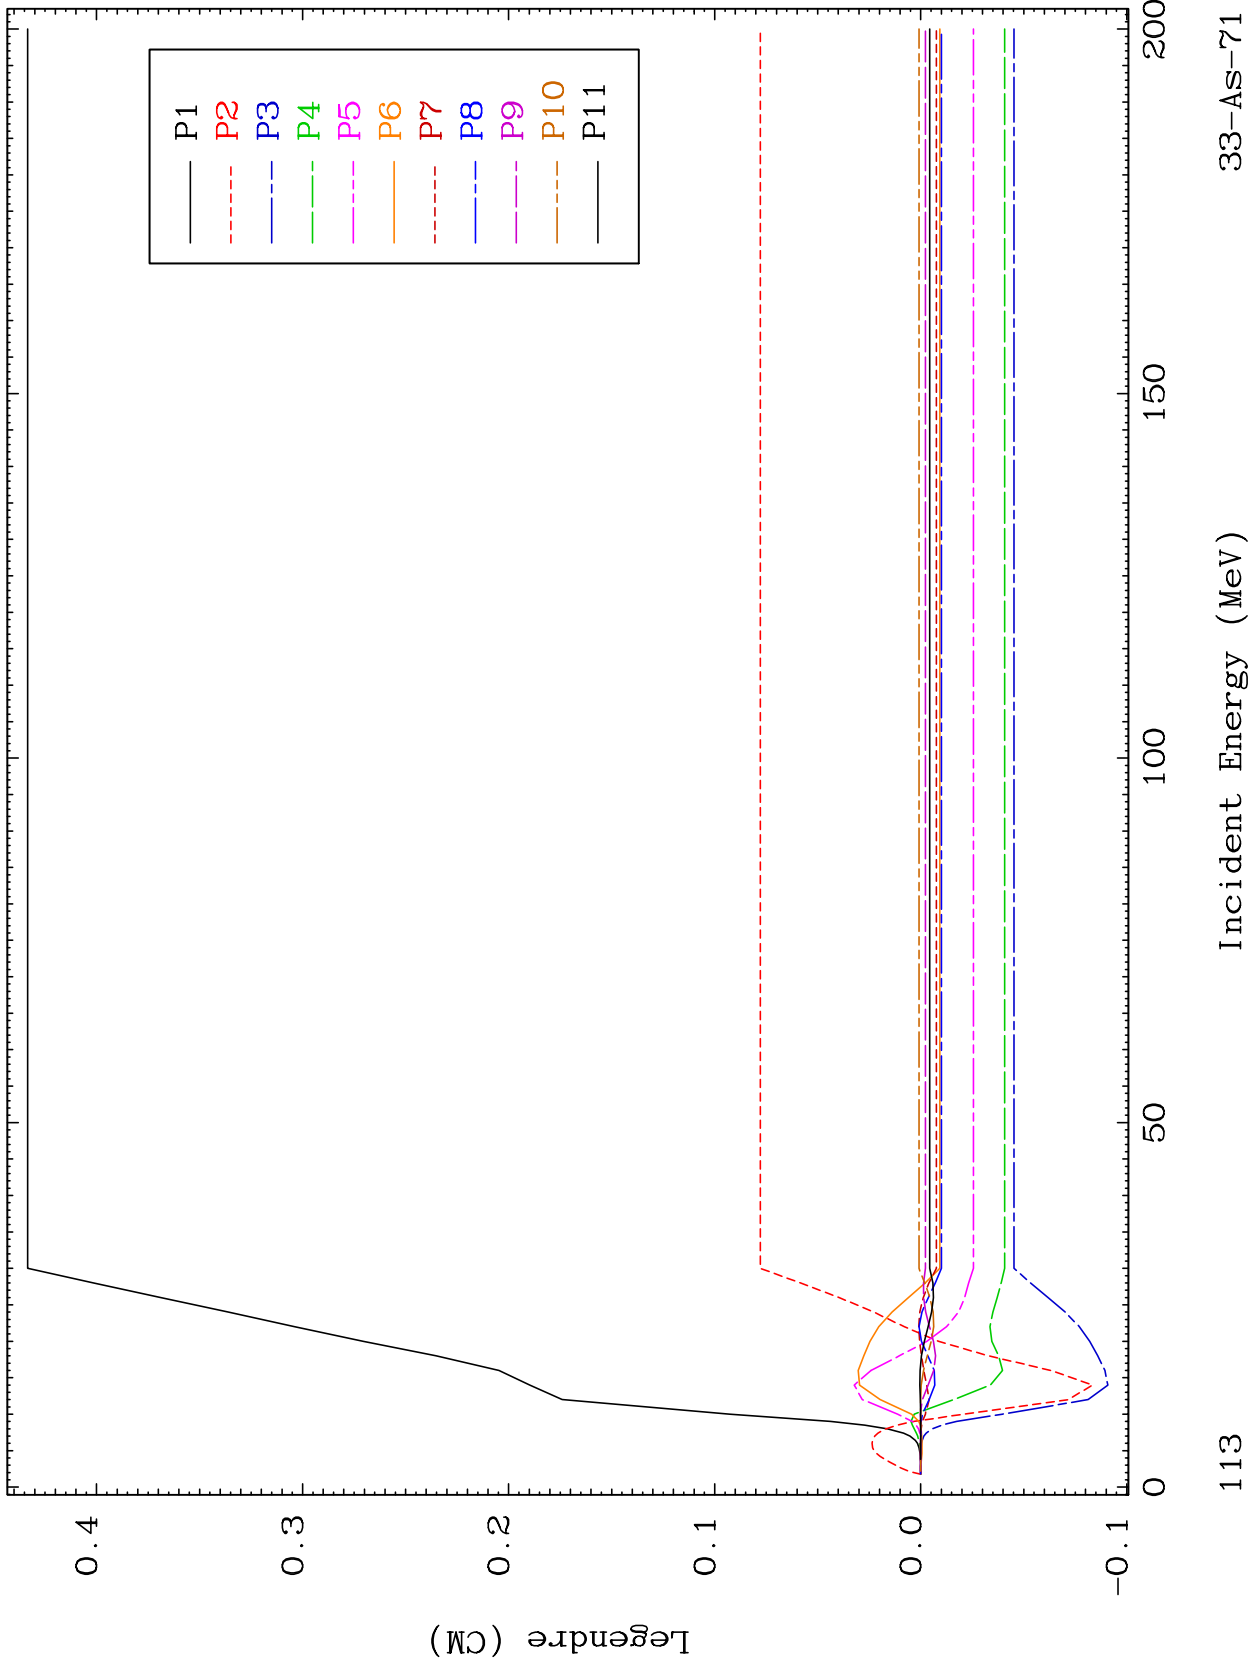 P1
P2
P3
P4
P5
P6
P7
P8
P9
P10
P11
Legendre (CM)
0.4
0.3
0.2
0.1
0.0
-0.1
0
50
100
150
200
113
Incident Energy (MeV)
33-As-71